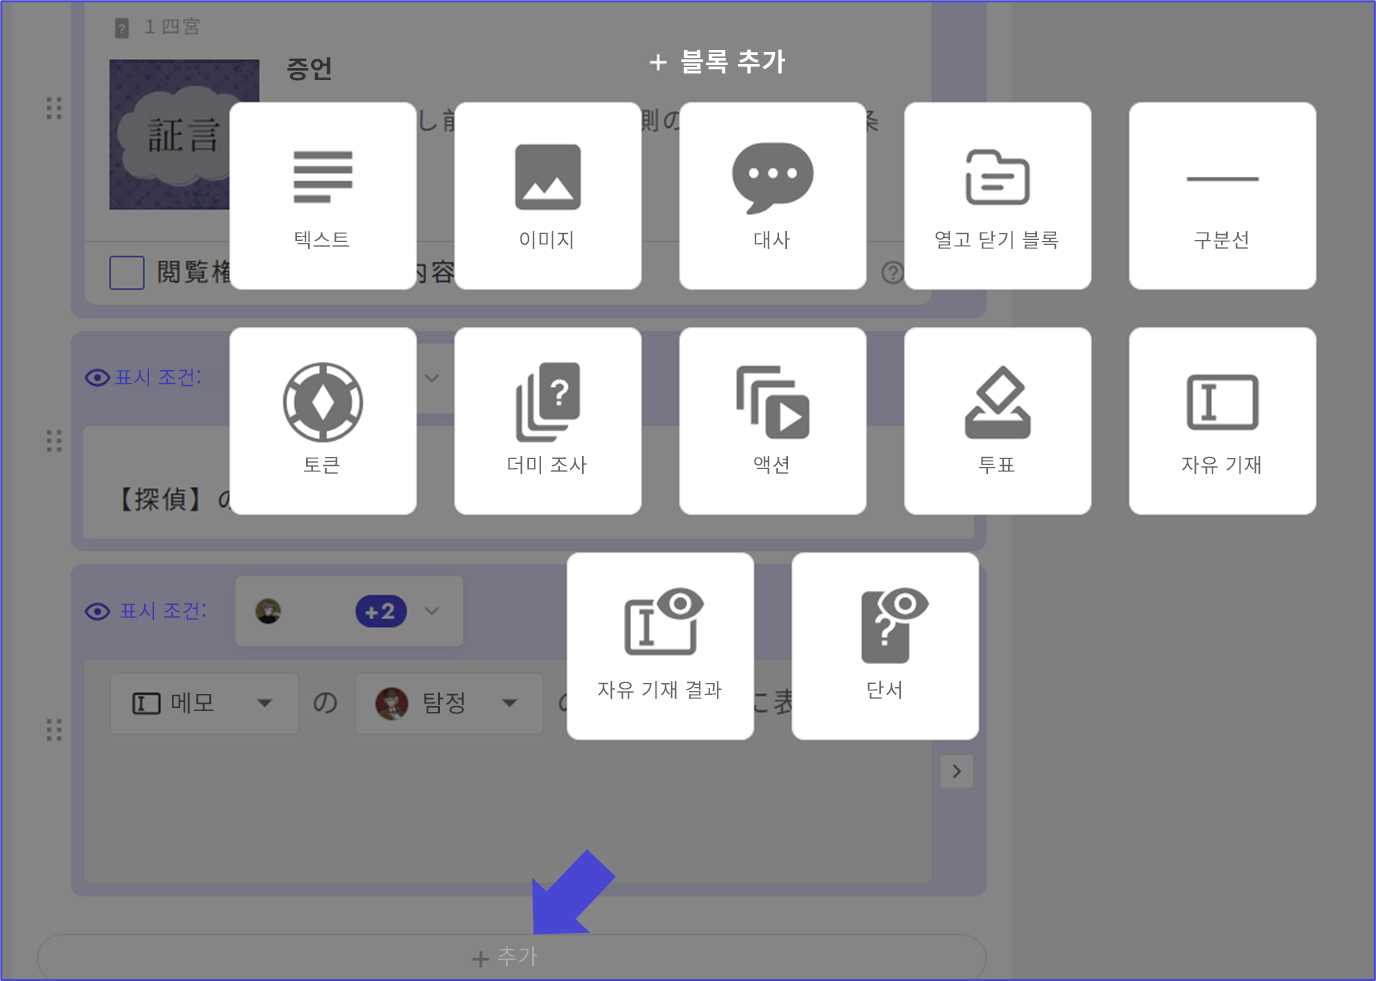 1 四宮
+ 블록 추가
증언
証言
し前
側の
条
텍스트
이미지
대사
열고 닫기 블록
구분선
閲覧権
内容
표시 조건:
토큰
더미 조사
액션
투표
자유 기재
【探偵】の
표시 조건:
+2
자유 기재 결과
단서
메모
の
탐정
に表
+ 추가